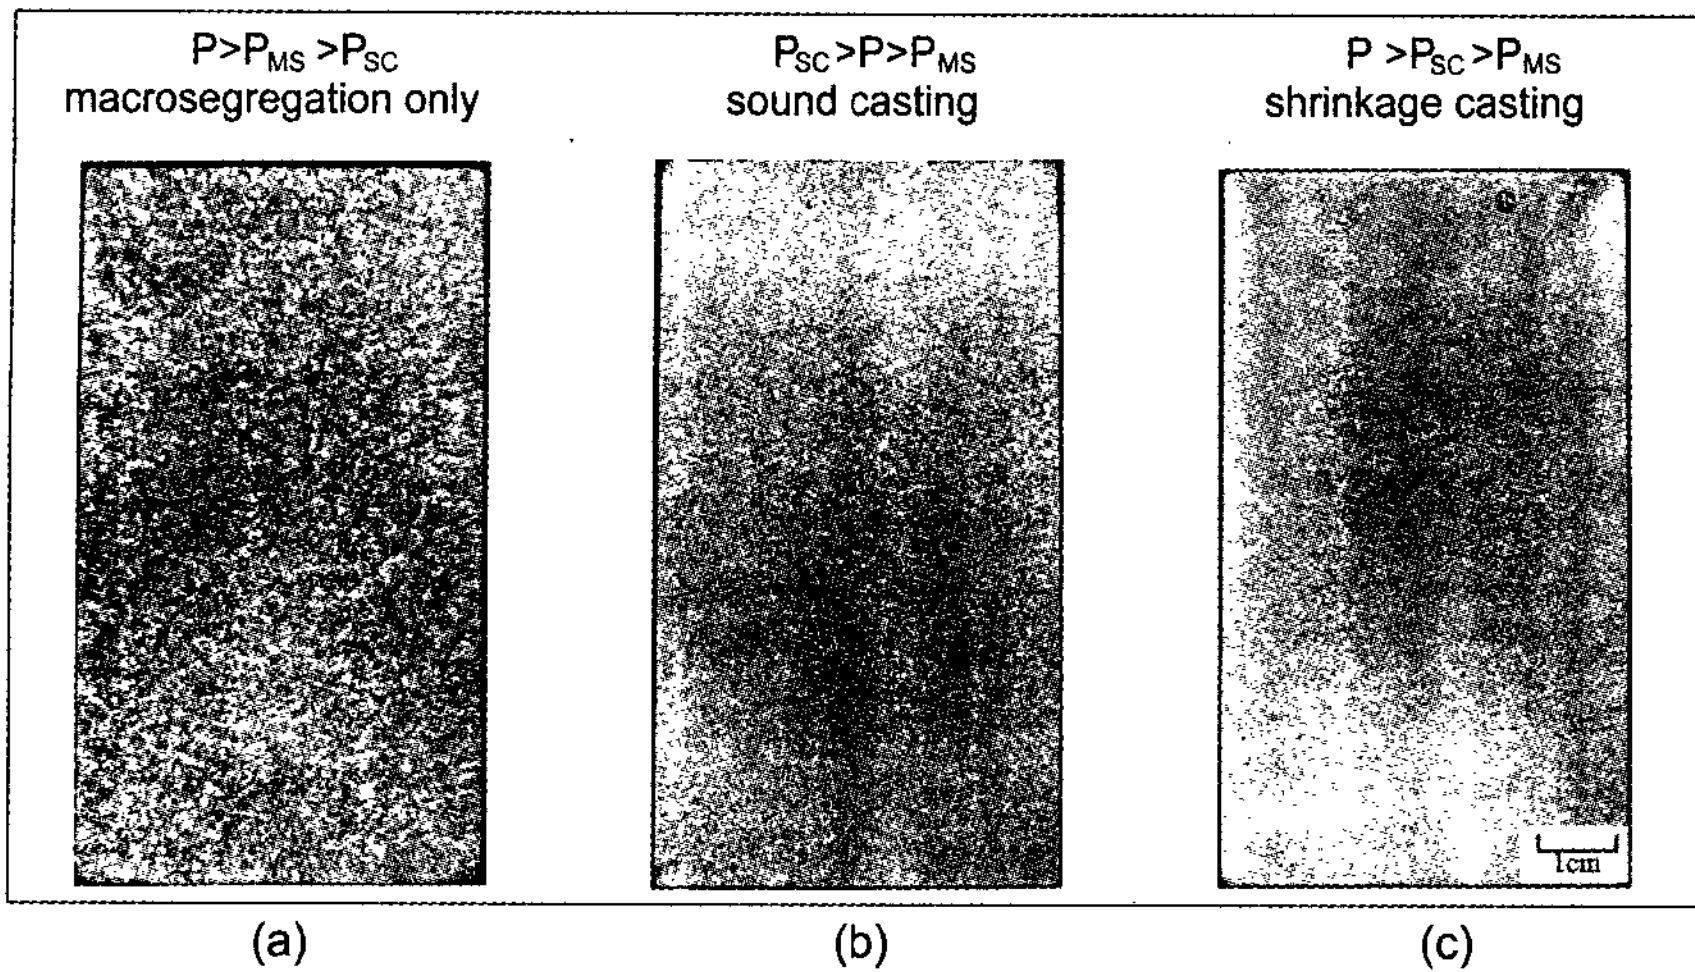 P>P_MS >P_SC
macrosegregation only
P_SC >P>P_MS
sound casting
P >P_SC>P_MS
shrinkage casting
1cm
(a)
(b)
(c)